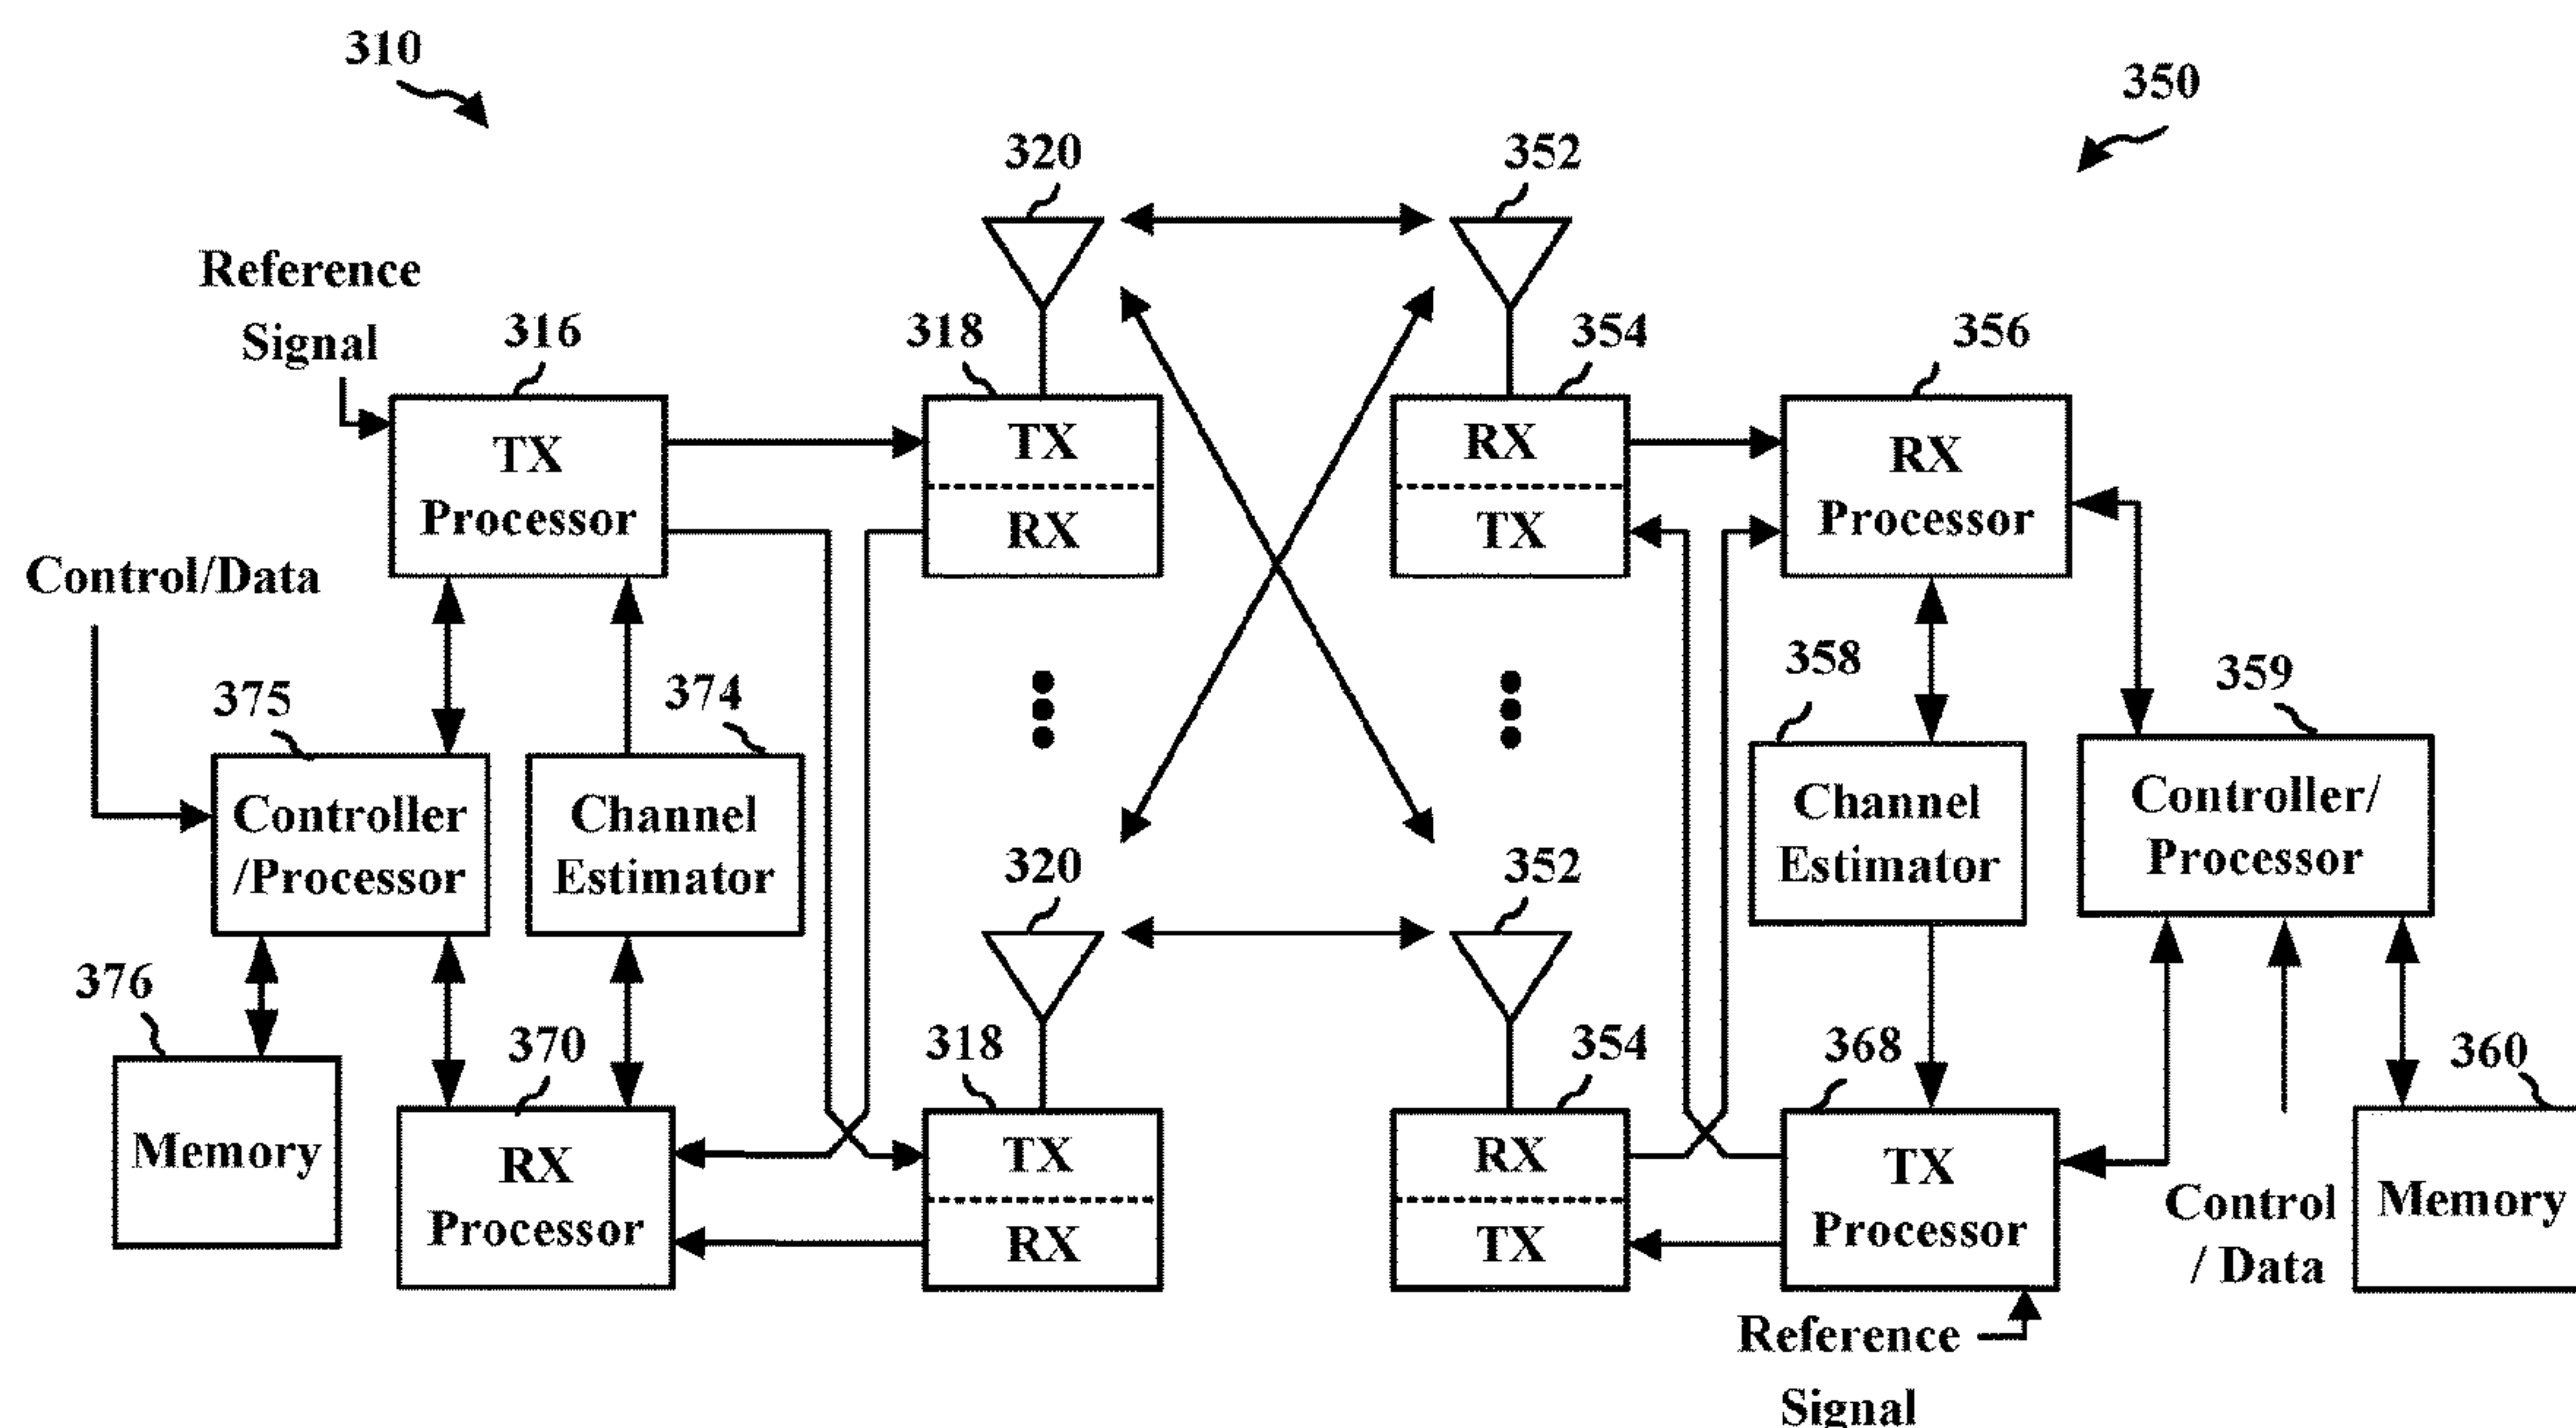 310
350
320
352
Reference
Signal
316
318
354
356
TX
Processor
TX
RX
RX
TX
RX
Processor
Control/Data
375
374
358
359
Controller
/Processor
Channel
Estimator
Channel
Estimator
Controller/
Processor
320
352
376
370
318
354
368
360
Memory
RX
Processor
TX
RX
RX
TX
TX
Processor
Control
/ Data
Memory
Reference
Signal